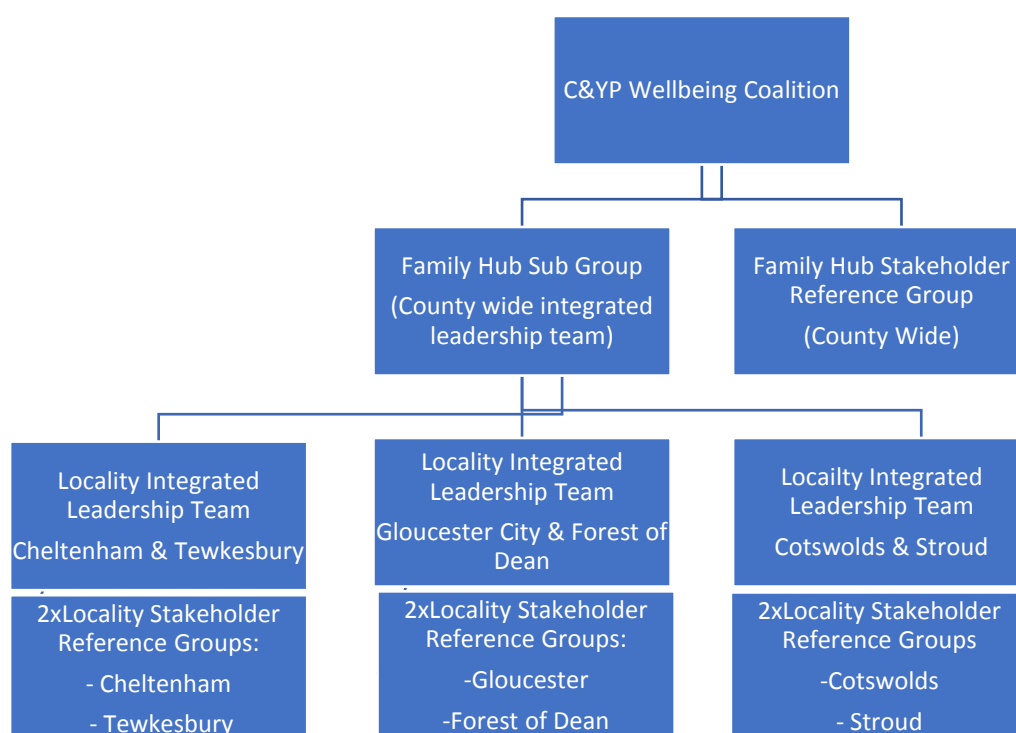 C&YP Wellbeing Coalition
Family Hub Sub Group
(County wide integrated
leadership team)
Family Hub Stakeholder
Reference Group
(County Wide)
Locality Integrated
Leadership Team
Cheltenham & Tewkesbury
Locality Integrated
Leadership Team
Gloucester City & Forest of
Dean
Locailty Integrated
Leadership Team
Cotswolds & Stroud
2xLocality Stakeholder
Reference Groups:
- Cheltenham
- Tewkesbury
2xLocality Stakeholder
Reference Groups:
-Gloucester
-Forest of Dean
2xLocality Stakeholder
Reference Groups
-Cotswolds
- Stroud